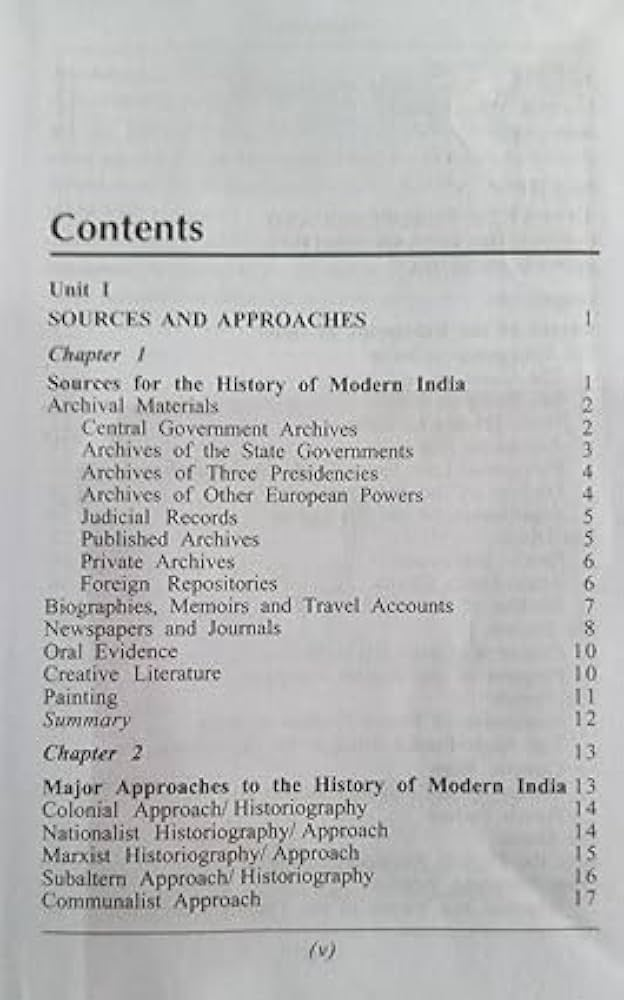 Contents
Unit I
SOURCES AND APPROACHES 1
Chapter 1
Sources for the History of Modern India 1
Archival Materials 2
Central Government Archives 2
Archives of the State Governments 3
Archives of Three Presidencies 4
Archives of Other European Powers 4
Judicial Records 5
Published Archives 5
Private Archives 6
Foreign Repositories 6
Biographies, Memoirs and Travel Accounts 7
Newspapers and Journals 8
Oral Evidence 10
Creative Literature 10
Painting 11
Summary 12
Chapter 2 13
Major Approaches to the History of Modern India 13
Colonial Approach/ Historiography 14
Nationalist Historiography/ Approach 14
Marxist Historiography/ Approach 15
Subaltern Approach/ Historiography 16
Communalist Approach 17
(v)